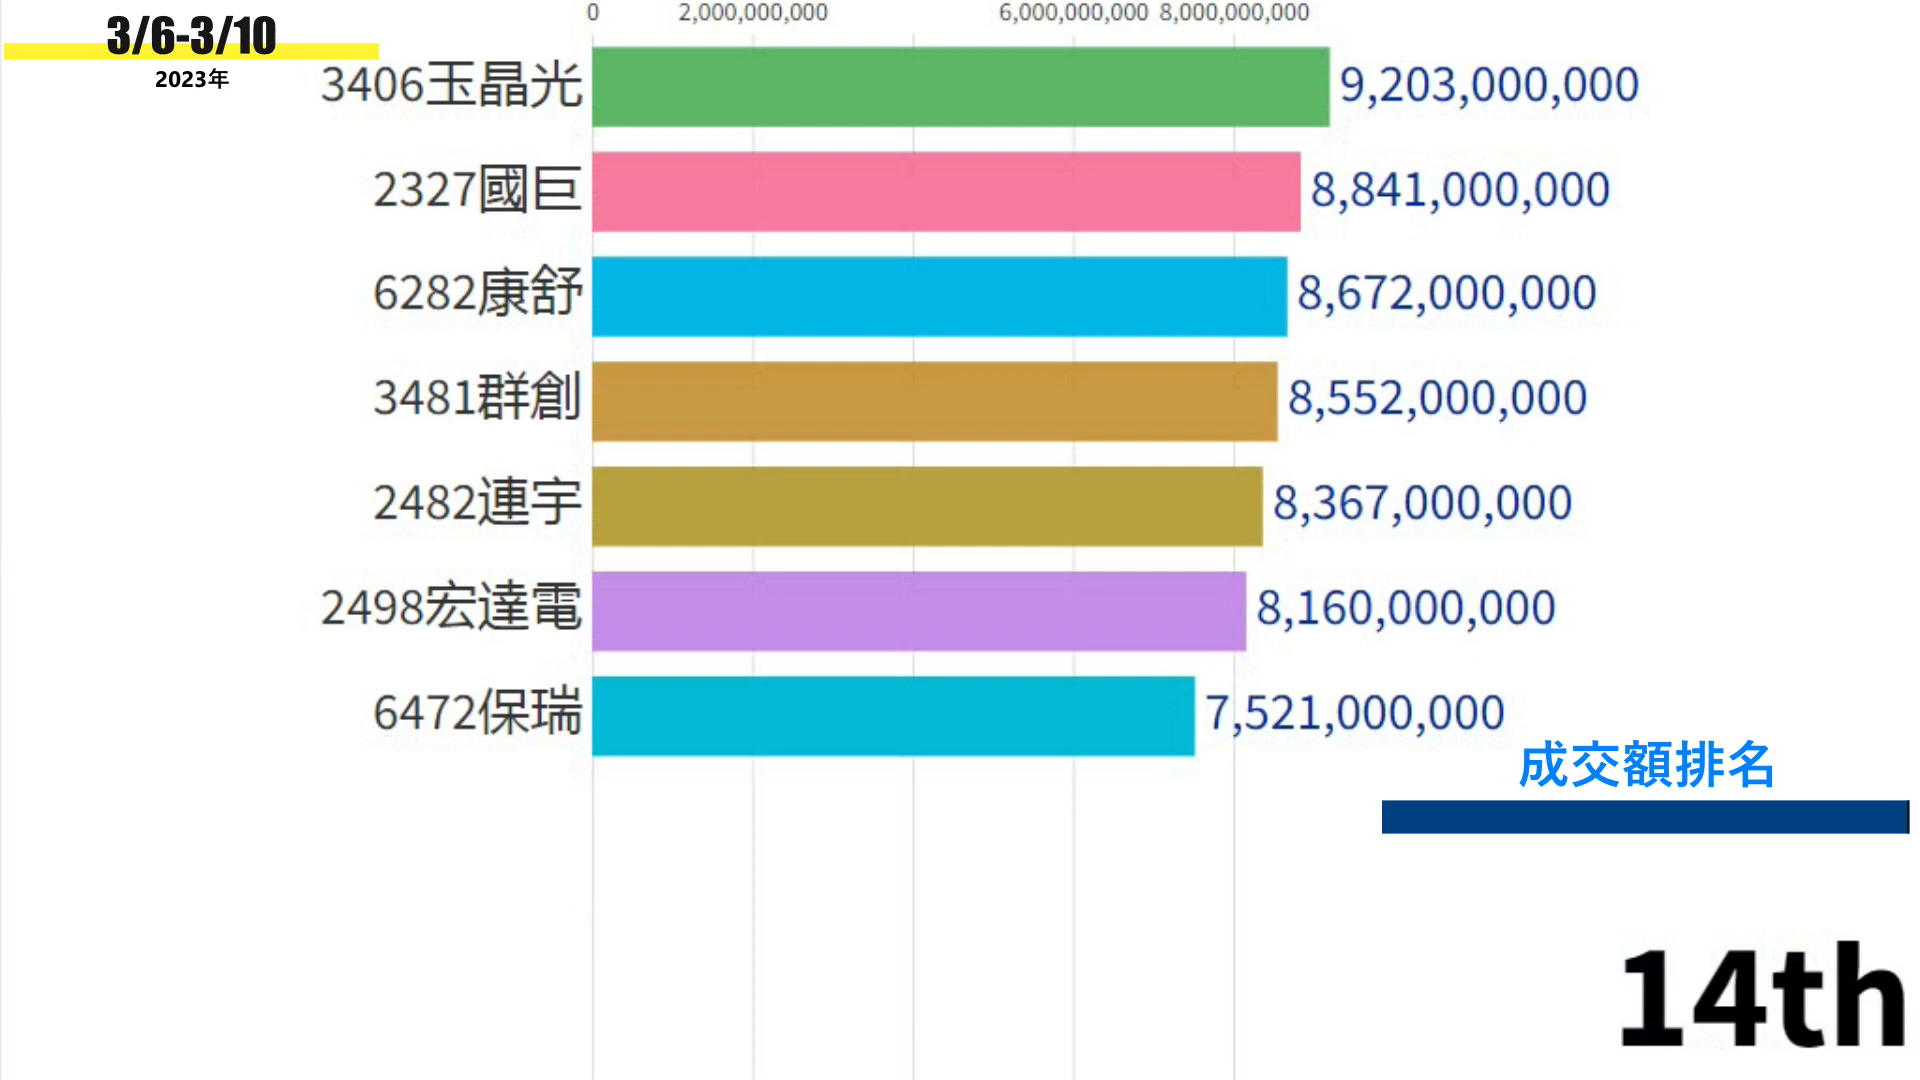 3/6-3/10
2023年
0 2,000,000,000 6,000,000,000 8,000,000,000
3406玉晶光 9,203,000,000
2327國巨 8,841,000,000
6282康舒 8,672,000,000
3481群創 8,552,000,000
2482連宇 8,367,000,000
2498宏達電 8,160,000,000
6472保瑞 7,521,000,000
成交額排名
14th